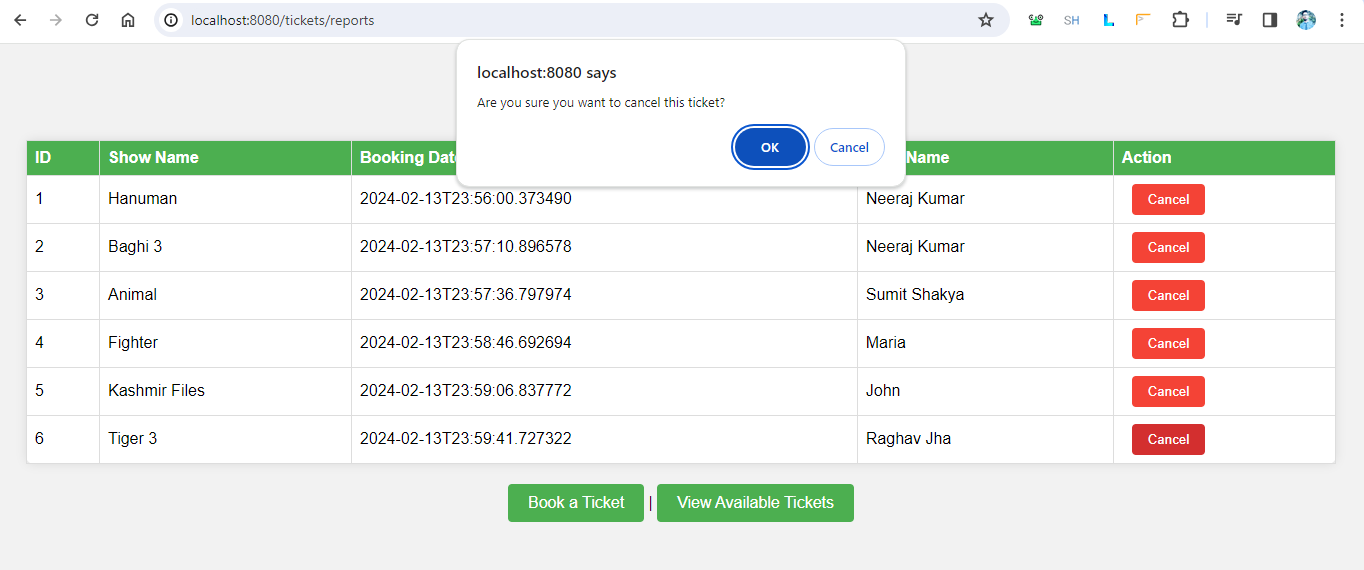 localhost:8080/tickets/reports
SH
localhost:8080 says
Are you sure you want to cancel this ticket?
OK Cancel
ID Show Name Booking Date Name Action
1 Hanuman 2024-02-13T23:56:00.373490 Neeraj Kumar Cancel
2 Baghi 3 2024-02-13T23:57:10.896578 Neeraj Kumar Cancel
3 Animal 2024-02-13T23:57:36.797974 Sumit Shakya Cancel
4 Fighter 2024-02-13T23:58:46.692694 Maria Cancel
5 Kashmir Files 2024-02-13T23:59:06.837772 John Cancel
6 Tiger 3 2024-02-13T23:59:41.727322 Raghav Jha Cancel
Book a Ticket | View Available Tickets